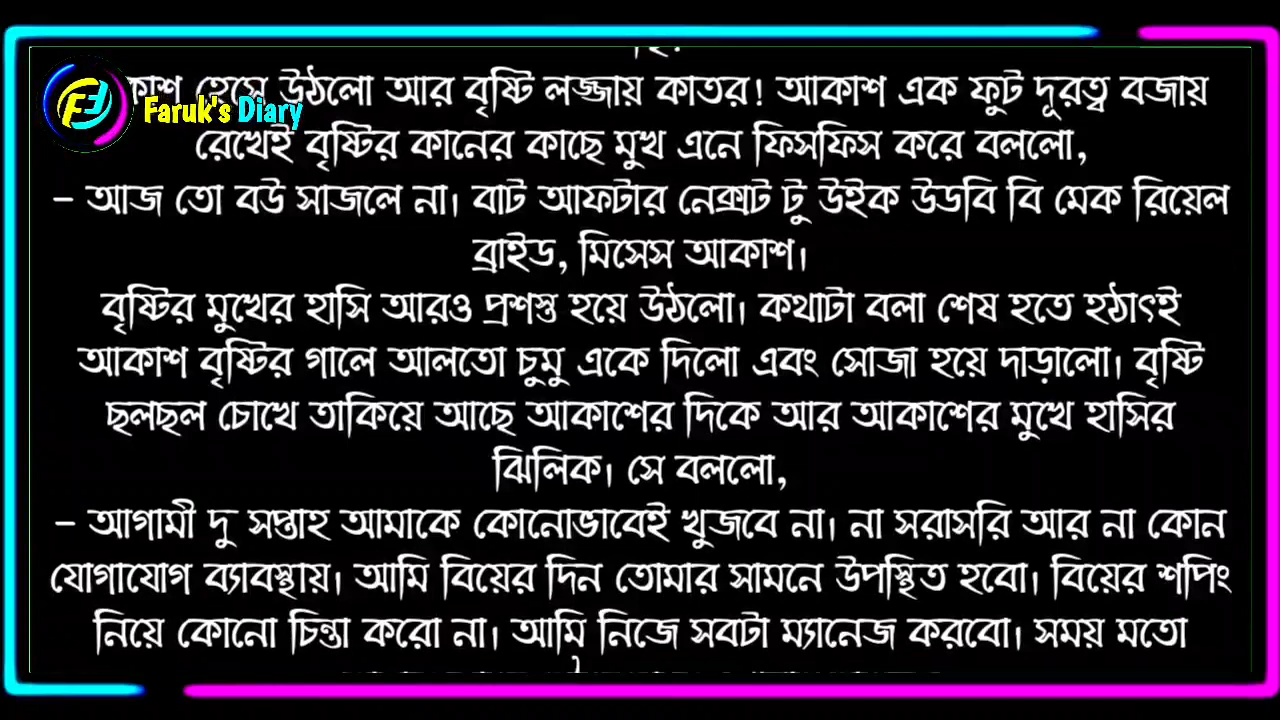 Faruk's Diary
হেসে উঠলো আর বৃষ্টি লজ্জায় কাতর! আকাশ এক ফুট দূরত্ব বজায়
রেখেই বৃষ্টির কানের কাছে মুখ এনে ফিসফিস করে বললো,
- আজ তো বউ সাজলে না। বাট আফটার নেক্সট টু উইক উডবি বি মেক রিয়েল
ব্রাইড, মিসেস আকাশ।
বৃষ্টির মুখের হাসি আরও প্রশস্ত হয়ে উঠলো। কথাটা বলা শেষ হতে হঠাৎই
আকাশ বৃষ্টির গালে আলতো চুমু একে দিলো এবং সোজা হয়ে দাড়ালো। বৃষ্টি
ছলছল চোখে তাকিয়ে আছে আকাশের দিকে আর আকাশের মুখে হাসির
ঝিলিক। সে বললো,
- আগামী দু সপ্তাহ আমাকে কোনোভাবেই খুজবে না। না সরাসরি আর না কোন
যোগাযোগ ব্যাবস্থায়। আমি বিয়ের দিন তোমার সামনে উপস্থিত হবো। বিয়ের শপিং
নিয়ে কোনো চিন্তা করো না। আমি নিজে সবটা ম্যানেজ করবো। সময় মতো